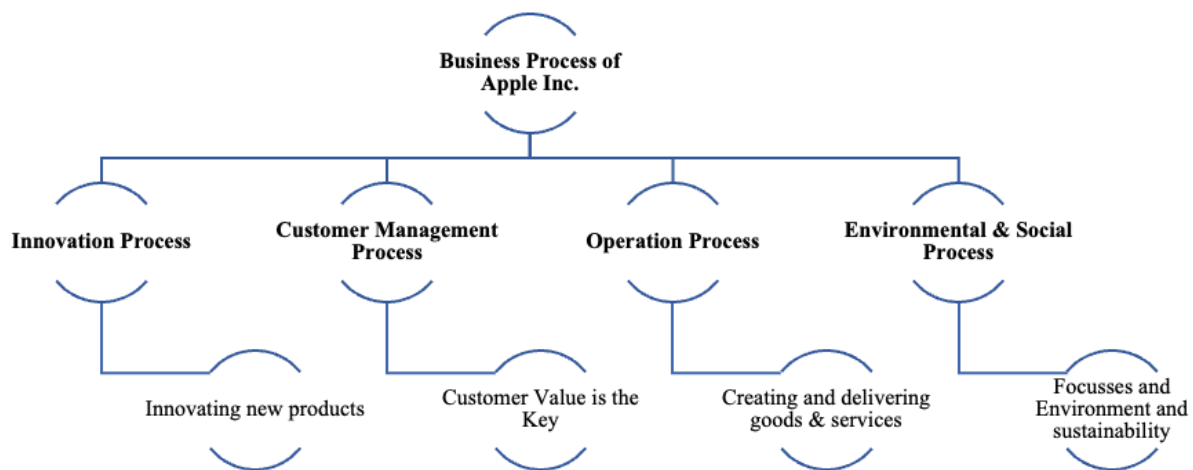 Business Process of
Apple Inc.
Innovation Process
Customer Management
Process
Operation Process
Environmental & Social
Process
Innovating new products
Customer Value is the
Key
Creating and delivering
goods & services
Focusses and
Environment and
sustainability